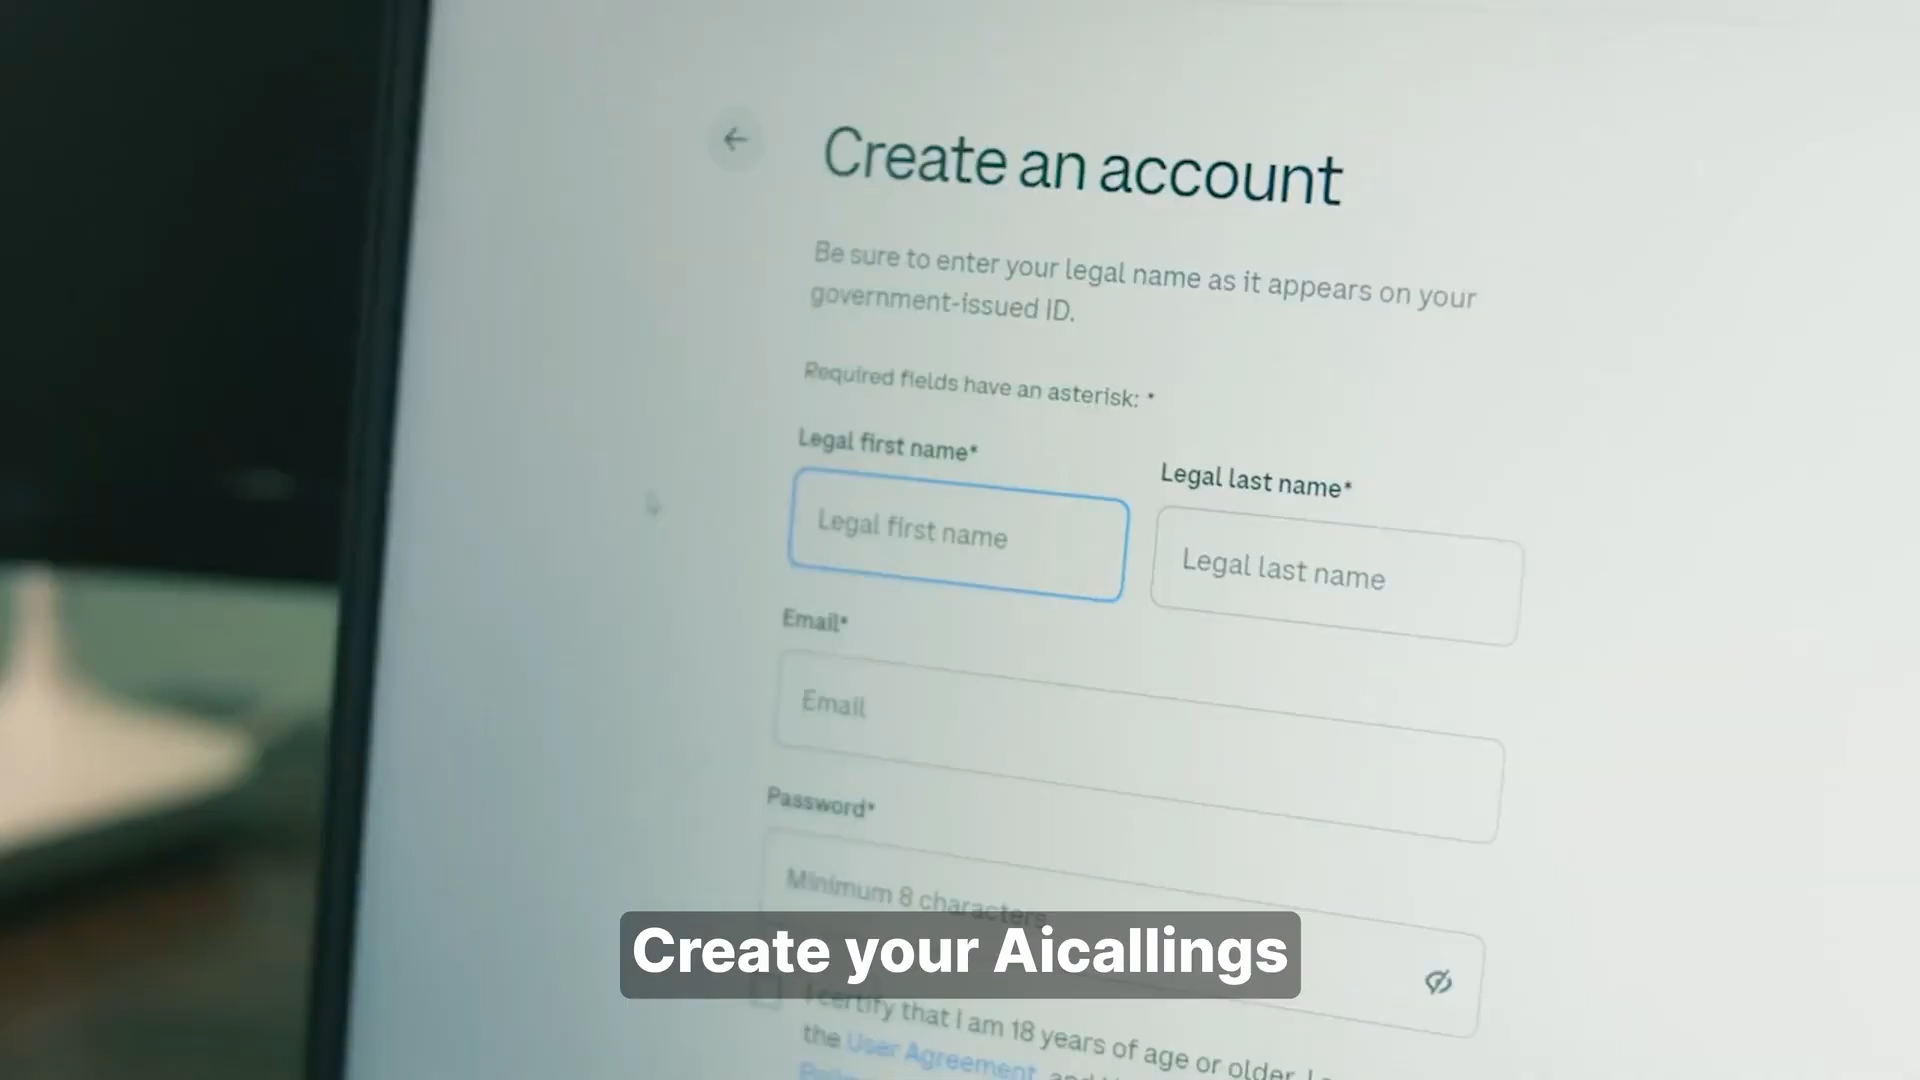 Create an account
Be sure to enter your legal name as it appears on your
government-issued ID.
Required fields have an asterisk: *
Legal first name*
Legal last name*
Legal first name
Legal last name
Email*
Email
Password*
Minimum 8 characters
Create your Aicallings
I certify that I am 18 years of age or older, I
the User Agreement, and